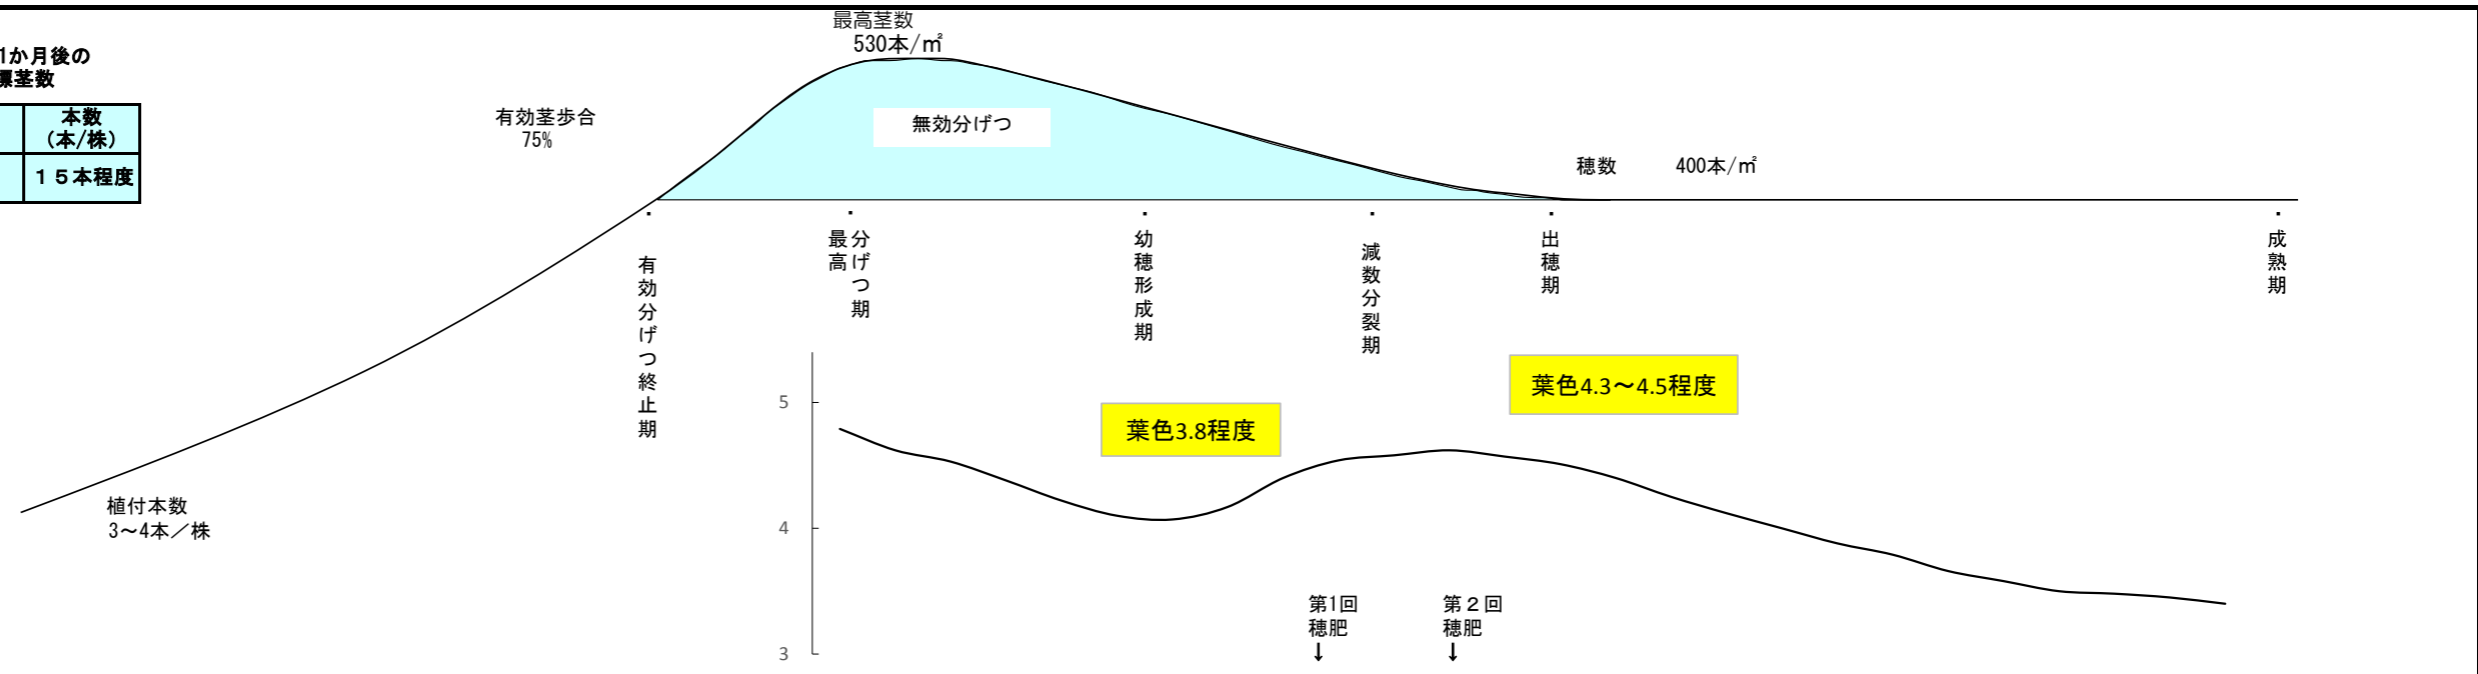 最高茎数
530本/㎡
1か月後の
標茎数
本数
(本/株)
15本程度
有効茎歩合
75%
無効分げつ
穂数 400本/㎡
有効分げつ終止期
最高
分げつ期
幼穂形成期
減数分裂期
出穂期
成熟期
葉色3.8程度
葉色4.3～4.5程度
5
4
3
植付本数
3～4本／株
第1回
穂肥
↓
第２回
穂肥
↓